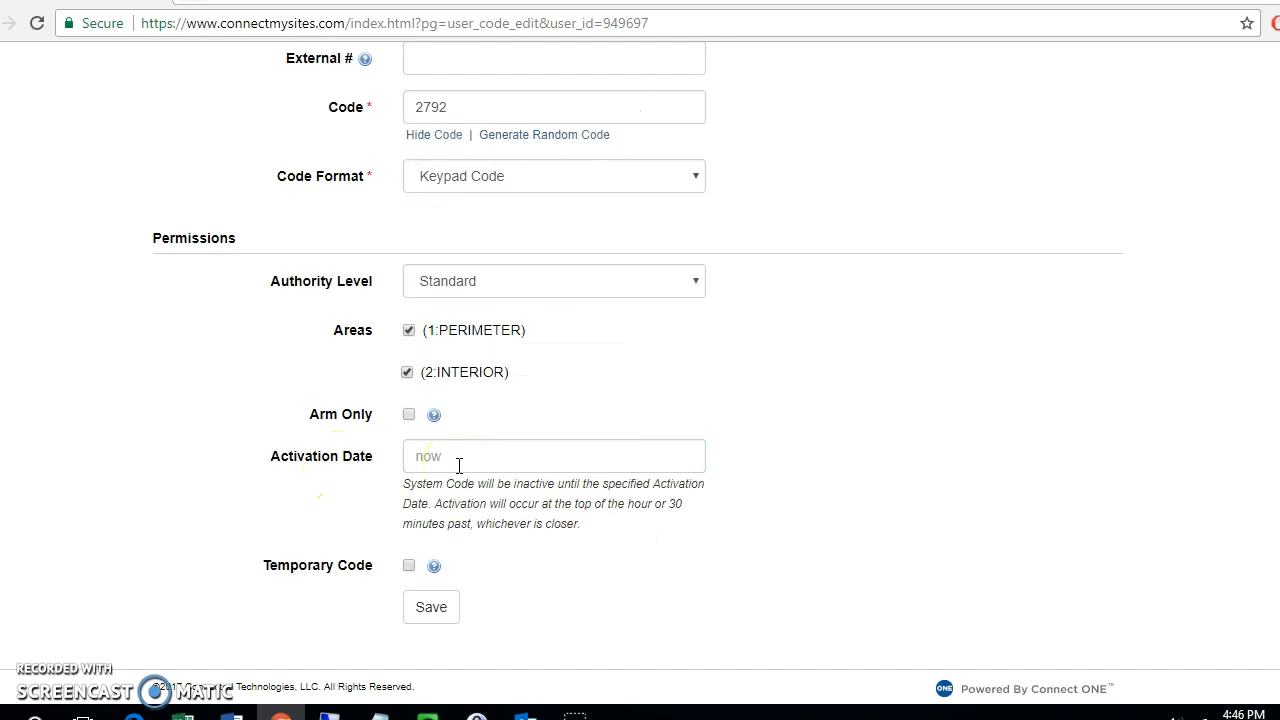 Secure
https://www.connectmysites.com/index.html?pg=user_code_edit&user_id=949697
External #
Code *
2792
Hide Code | Generate Random Code
Code Format *
Keypad Code
Permissions
Authority Level
Standard
Areas
(1:PERIMETER)
(2:INTERIOR)
Arm Only
Activation Date
now
System Code will be inactive until the specified Activation
Date. Activation will occur at the top of the hour or 30
minutes past, whichever is closer.
Temporary Code
Save
RECORDED WITH
SCREENCAST MATIC
Technologies, LLC. All Rights Reserved.
ONE Powered By Connect ONE™
4:46 PM